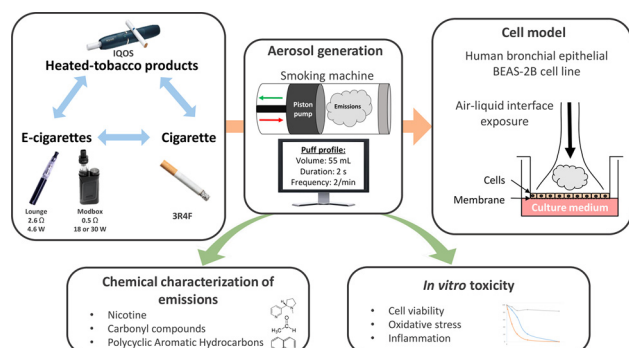 IQOS
Heated-tobacco products
E-cigarettes
Cigarette
Lounge
2.6 Ω
4.6 W
Modbox
0.5 Ω
18 or 30 W
3R4F
Aerosol generation
Smoking machine
Piston
pump
Emissions
Puff profile:
Volume: 55 mL
Duration: 2 s
Frequency: 2/min
Cell model
Human bronchial epithelial
BEAS-2B cell line
Air-liquid interface
exposure
Cells
Membrane
Culture medium
Chemical characterization of
emissions
• Nicotine
• Carbonyl compounds
• Polycyclic Aromatic Hydrocarbons
In vitro toxicity
• Cell viability
• Oxidative stress
• Inflammation